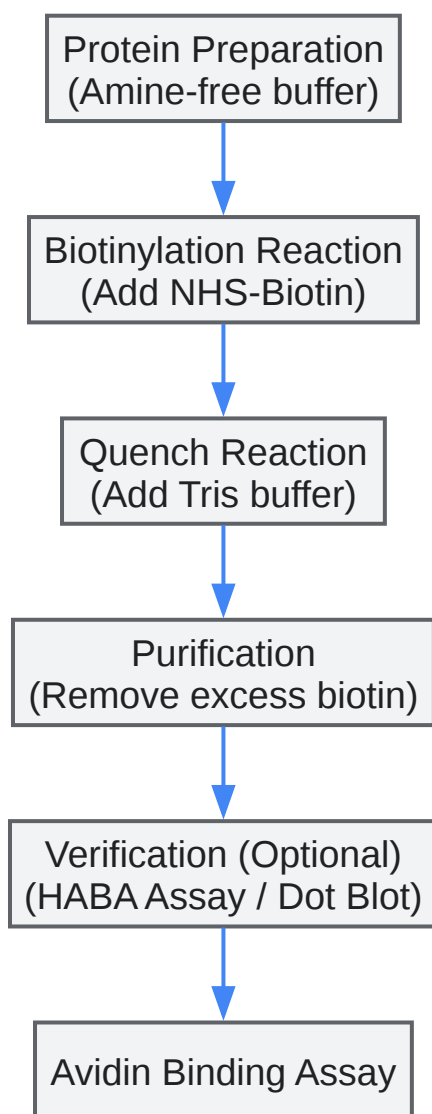 Protein Preparation
(Amine-free buffer)
Biotinylation Reaction
(Add NHS-Biotin)
Quench Reaction
(Add Tris buffer)
Purification
(Remove excess biotin)
Verification (Optional)
(HABA Assay / Dot Blot)
Avidin Binding Assay